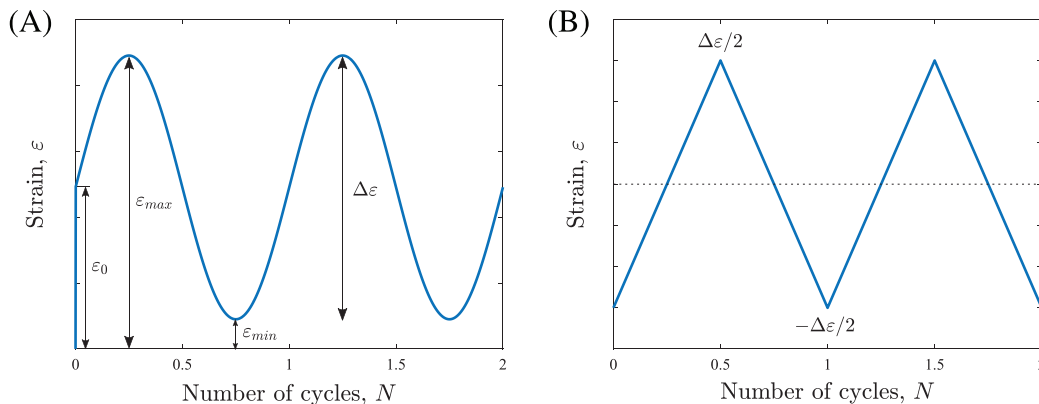 (A)
Strain, ε
ε₀
ε_max
ε_min
Δε
0
0.5
1
1.5
2
Number of cycles, N
(B)
Strain, ε
Δε/2
−Δε/2
0
0.5
1
1.5
Number of cycles, N